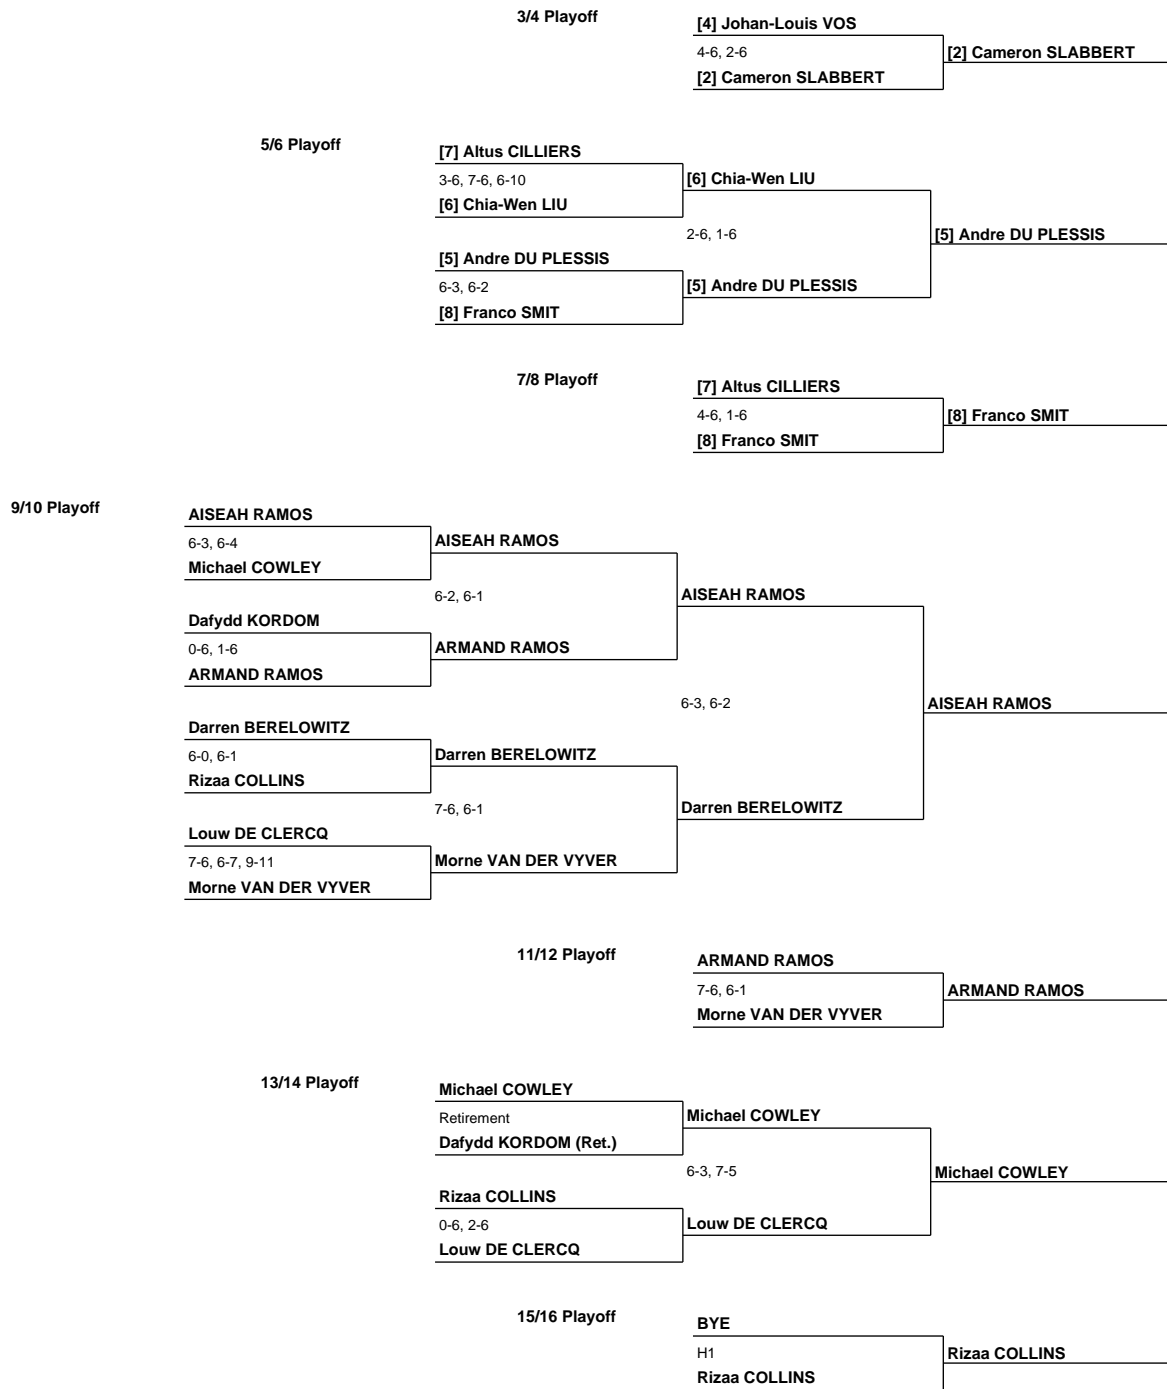 3/4 Playoff
[4] Johan-Louis VOS
4-6, 2-6
[2] Cameron SLABBERT
[2] Cameron SLABBERT
5/6 Playoff
[7] Altus CILLIERS
3-6, 7-6, 6-10
[6] Chia-Wen LIU
[6] Chia-Wen LIU
2-6, 1-6
[5] Andre DU PLESSIS
[5] Andre DU PLESSIS
6-3, 6-2
[5] Andre DU PLESSIS
[8] Franco SMIT
7/8 Playoff
[7] Altus CILLIERS
4-6, 1-6
[8] Franco SMIT
[8] Franco SMIT
9/10 Playoff
AISEAH RAMOS
6-3, 6-4
AISEAH RAMOS
Michael COWLEY
6-2, 6-1
AISEAH RAMOS
Dafydd KORDOM
0-6, 1-6
ARMAND RAMOS
ARMAND RAMOS
6-3, 6-2
AISEAH RAMOS
Darren BERELOWITZ
6-0, 6-1
Darren BERELOWITZ
Rizaa COLLINS
7-6, 6-1
Darren BERELOWITZ
Louw DE CLERCQ
7-6, 6-7, 9-11
Morne VAN DER VYVER
Morne VAN DER VYVER
11/12 Playoff
ARMAND RAMOS
7-6, 6-1
ARMAND RAMOS
Morne VAN DER VYVER
13/14 Playoff
Michael COWLEY
Retirement
Michael COWLEY
Dafydd KORDOM (Ret.)
6-3, 7-5
Michael COWLEY
Rizaa COLLINS
0-6, 2-6
Louw DE CLERCQ
Louw DE CLERCQ
15/16 Playoff
BYE
H1
Rizaa COLLINS
Rizaa COLLINS